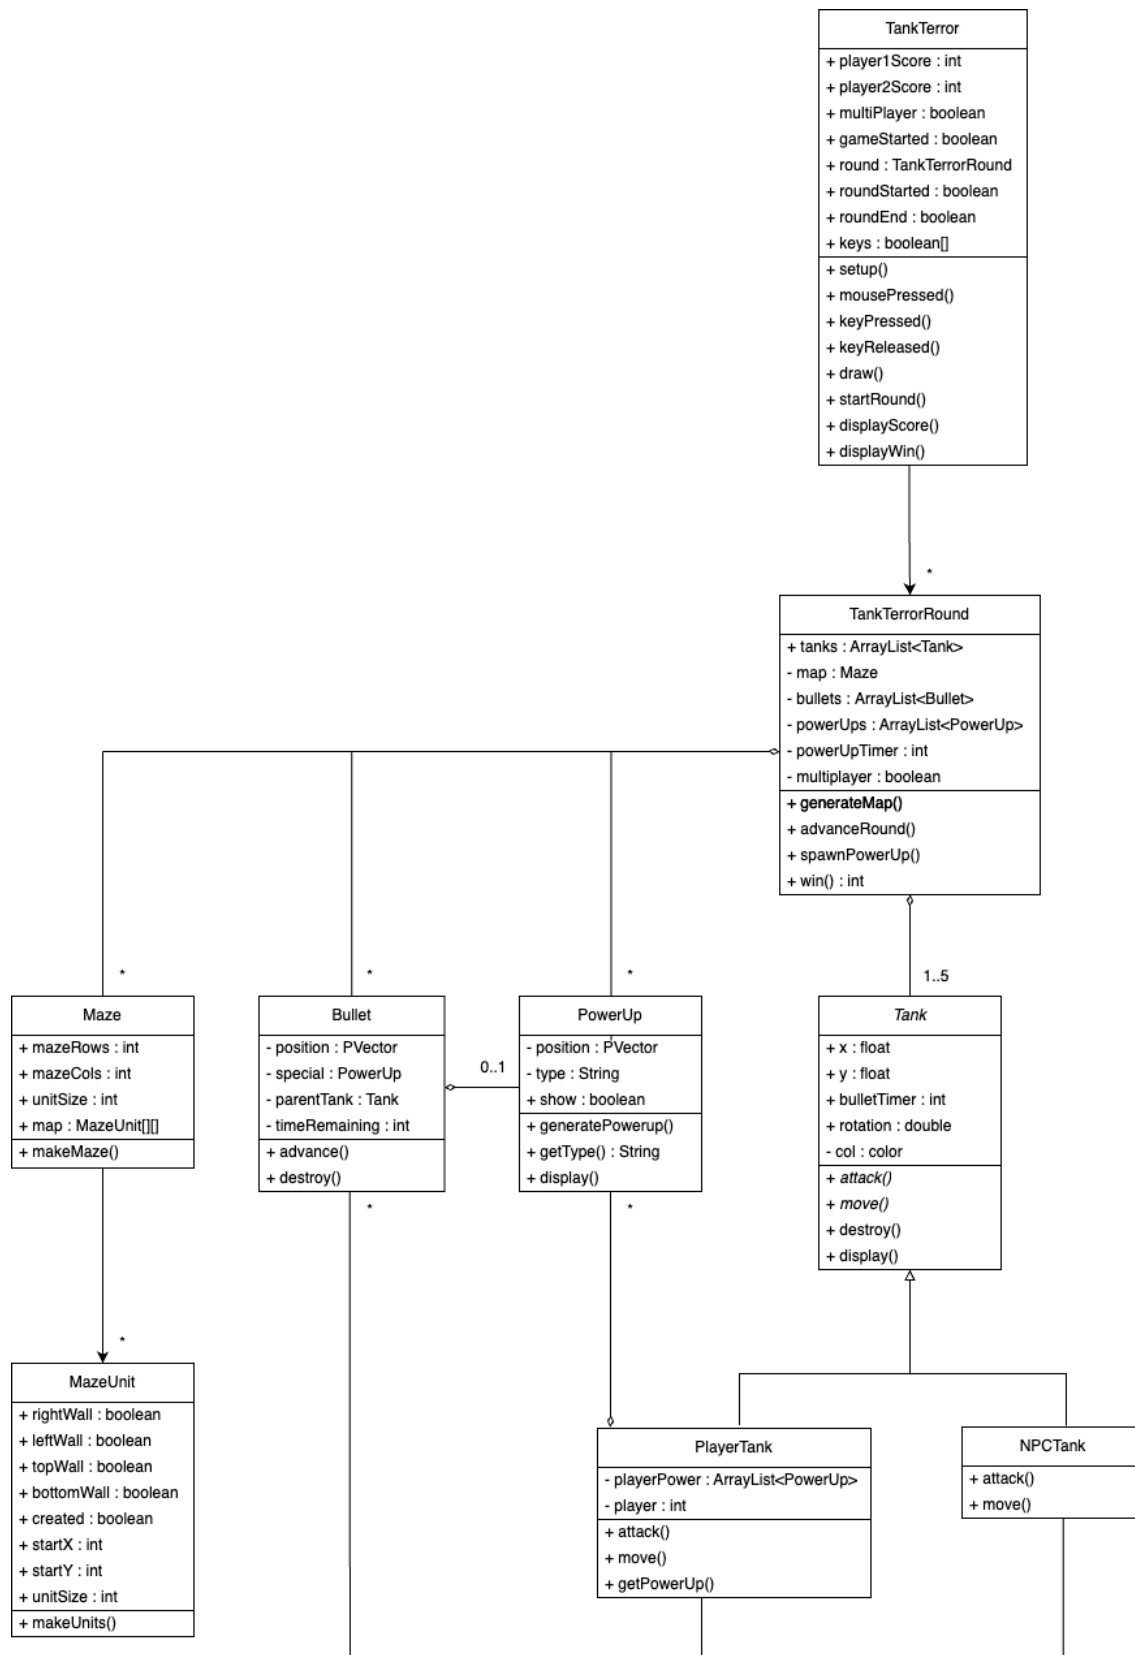 TankTerror
+ player1Score : int
+ player2Score : int
+ multiPlayer : boolean
+ gameStarted : boolean
+ round : TankTerrorRound
+ roundStarted : boolean
+ roundEnd : boolean
+ keys : boolean[]
+ setup()
+ mousePressed()
+ keyPressed()
+ keyReleased()
+ draw()
+ startRound()
+ displayScore()
+ displayWin()
*
TankTerrorRound
+ tanks : ArrayList<Tank>
- map : Maze
- bullets : ArrayList<Bullet>
- powerUps : ArrayList<PowerUp>
- powerUpTimer : int
- multiplayer : boolean
+ generateMap()
+ advanceRound()
+ spawnPowerUp()
+ win() : int
*
*
*
1..5
Maze
+ mazeRows : int
+ mazeCols : int
+ unitSize : int
+ map : MazeUnit[][]
+ makeMaze()
Bullet
- position : PVector
- special : PowerUp
- parentTank : Tank
- timeRemaining : int
+ advance()
+ destroy()
0..1
PowerUp
- position : PVector
- type : String
+ show : boolean
+ generatePowerup()
+ getType() : String
+ display()
Tank
+ x : float
+ y : float
+ bulletTimer : int
+ rotation : double
- col : color
+ attack()
+ move()
+ destroy()
+ display()
*
*
*
MazeUnit
+ rightWall : boolean
+ leftWall : boolean
+ topWall : boolean
+ bottomWall : boolean
+ created : boolean
+ startX : int
+ startY : int
+ unitSize : int
+ makeUnits()
PlayerTank
- playerPower : ArrayList<PowerUp>
- player : int
+ attack()
+ move()
+ getPowerUp()
NPCTank
+ attack()
+ move()